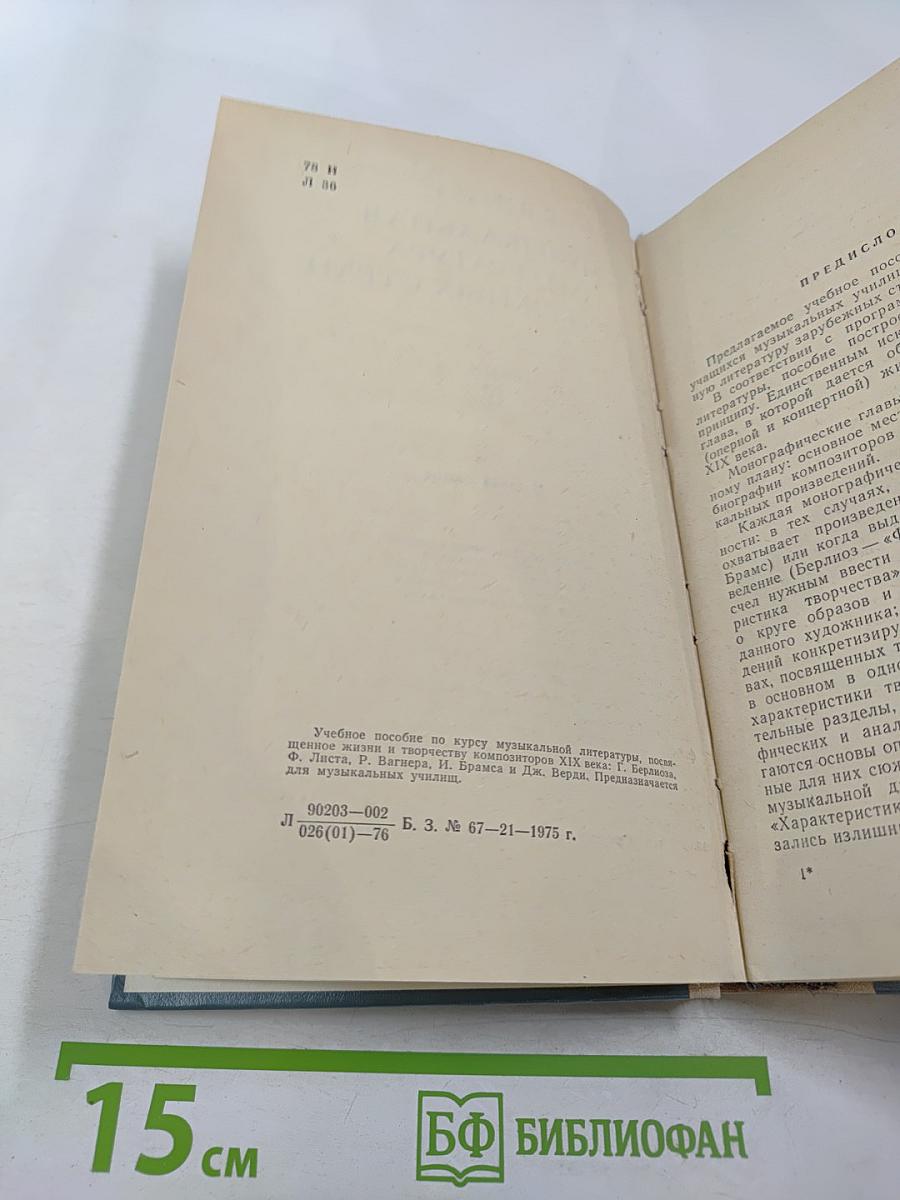 78 И
Л 86
Учебное пособие по курсу музыкальной литературы, посвя-
щенное жизни и творчеству композиторов XIX века: Г. Берлиоза,
Ф. Листа, Р. Вагнера, И. Брамса и Дж. Верди. Предназначается
для музыкальных училищ.
Л 90203—002
026(01)—76 Б. З. № 67—21—1975 г.
ПРЕДИСЛО
Предлагаемое учебное посо
учащихся музыкальных учили
ную литературу зарубежных ст
В соответствии с програм
литературы, пособие построе
принципу. Единственным иск
глава, в которой дается об
(оперной и концертной) жи
XIX века.
Монографические главы
ному плану: основное мест
биографии композиторов
кальных произведений.
Каждая монографиче
ности: в тех случаях,
охватывает произведен
Брамс) или когда выд
ведение (Берлиоз — «Ф
счел нужным ввести
ристика творчества»
о круге образов и
данного художника;
дений конкретизиру
вах, посвященных т
в основном в одно
характеристики тв
тельные разделы,
фических и анал
гаются основы оп
ные для них сюж
музыкальной д
«Характеристик
зались излишни
1*
15 см
БФ БИБЛИОФАН